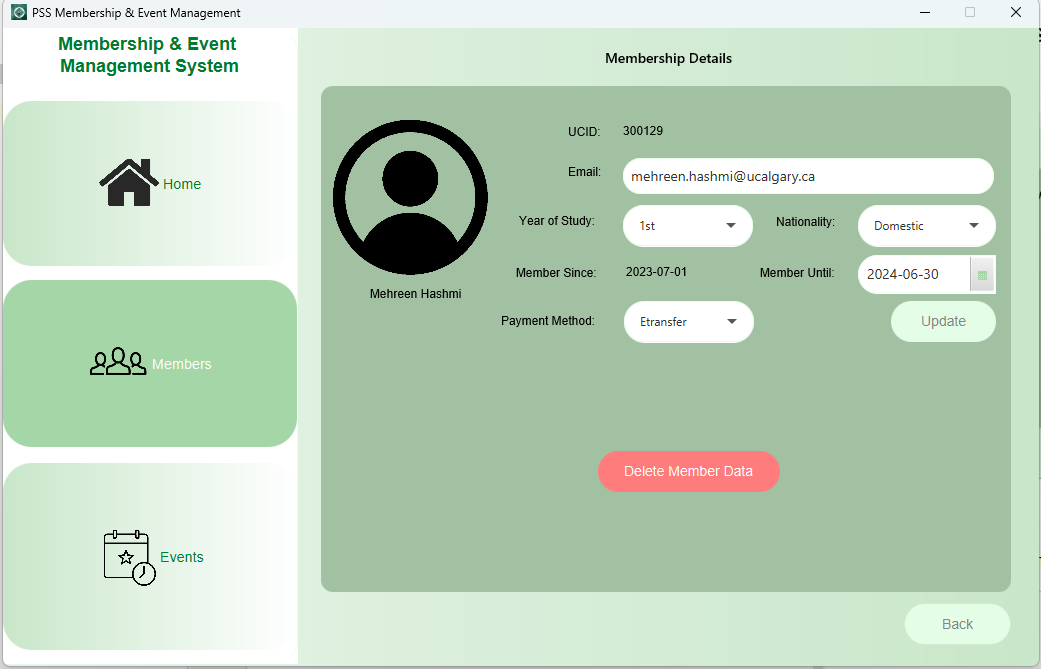 PSS Membership & Event Management
Membership & Event
Management System
Home
Members
Events
Membership Details
Mehreen Hashmi
UCID: 300129
Email: mehreen.hashmi@ucalgary.ca
Year of Study: 1st Nationality: Domestic
Member Since: 2023-07-01 Member Until: 2024-06-30
Payment Method: Etransfer Update
Delete Member Data
Back